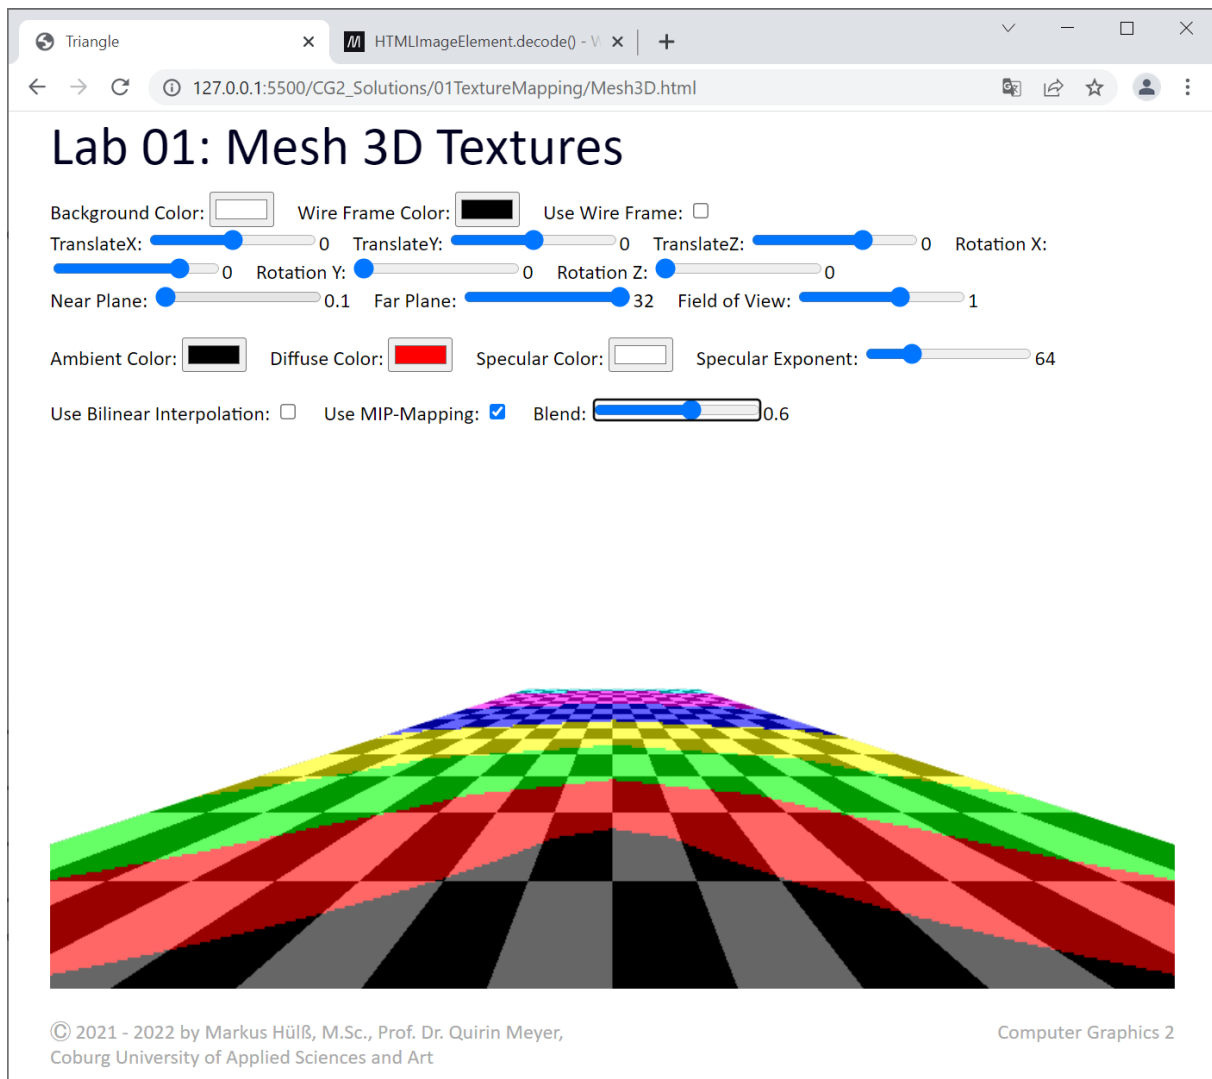 Triangle
HTMLImageElement.decode() - W
127.0.0.1:5500/CG2_Solutions/01TextureMapping/Mesh3D.html
Lab 01: Mesh 3D Textures
Background Color: Wire Frame Color: Use Wire Frame:
TranslateX: 0 TranslateY: 0 TranslateZ: 0 Rotation X:
0 Rotation Y: 0 Rotation Z: 0
Near Plane: 0.1 Far Plane: 32 Field of View: 1
Ambient Color: Diffuse Color: Specular Color: Specular Exponent: 64
Use Bilinear Interpolation: Use MIP-Mapping: Blend: 0.6
© 2021 - 2022 by Markus Hülß, M.Sc., Prof. Dr. Quirin Meyer, Computer Graphics 2
Coburg University of Applied Sciences and Art